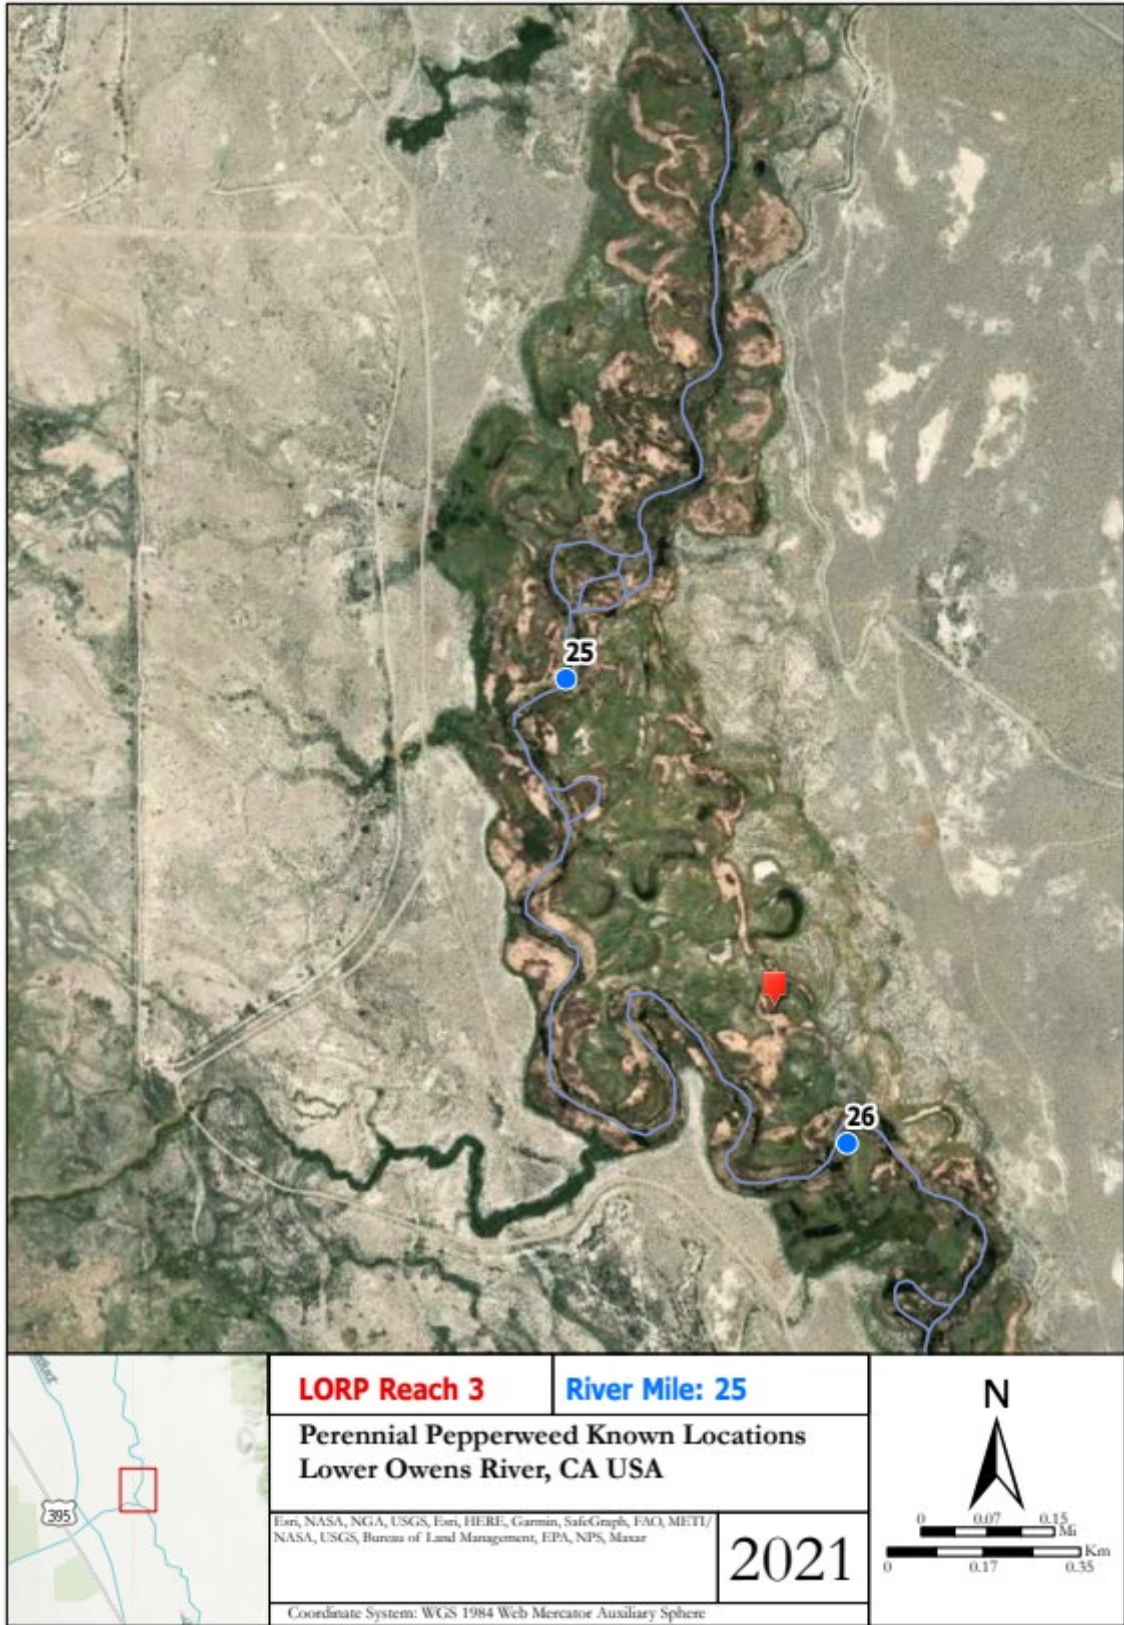 25
26
395
LORP Reach 3
River Mile: 25
Perennial Pepperweed Known Locations
Lower Owens River, CA USA
Esri, NASA, NGA, USGS, Esri, HERE, Garmin, SafeGraph, FAO, METI/
NASA, USGS, Bureau of Land Management, EPA, NPS, Maxar
2021
Coordinate System: WGS 1984 Web Mercator Auxiliary Sphere
N
0 0.07 0.15
Mi
Km
0 0.17 0.35